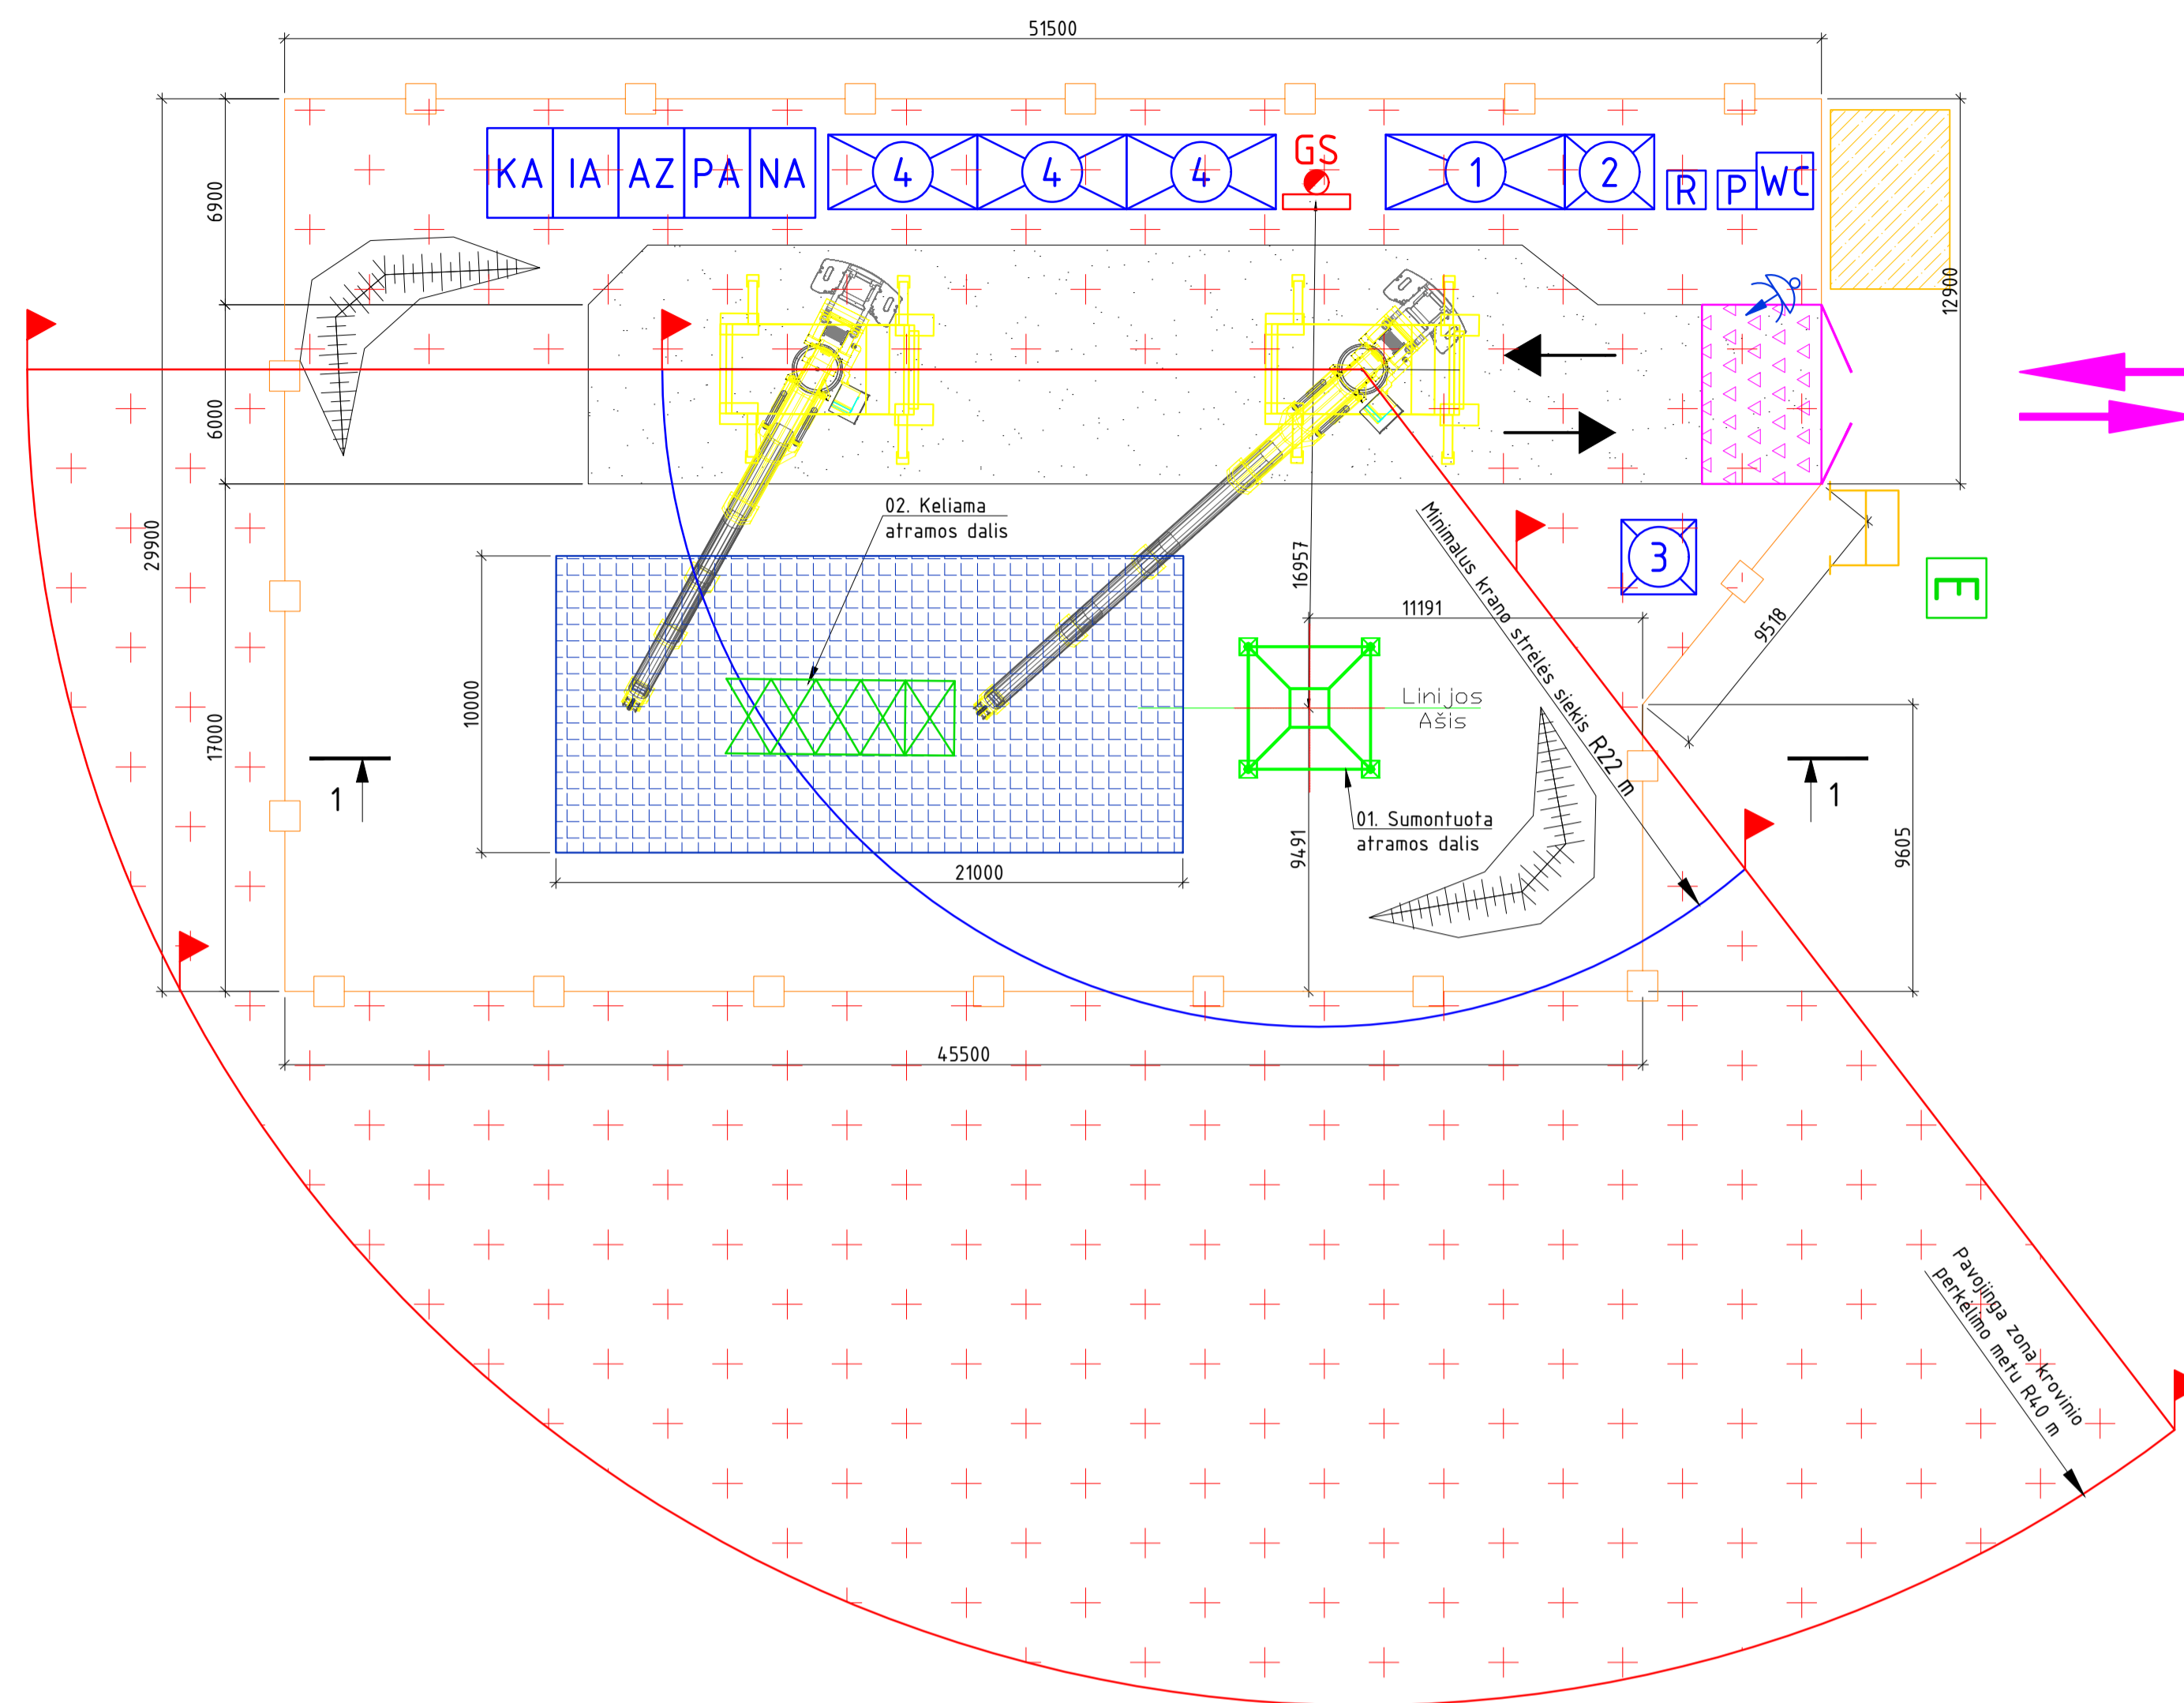 51500
KA IA AZ PA NA 4 4 4 GS 1 2 R P WC
6900
12900
6000
29900
17000
02. Keliama
atramos dalis
10000
21000
16957
11191
Minimalus krano strėlės siekis R22 m
3
E
9518
Linijos
Ašis
01. Sumontuota
atramos dalis
9491
9605
1
1
45500
Pavojinga zona krovinio
perkėlimo metu R40 m